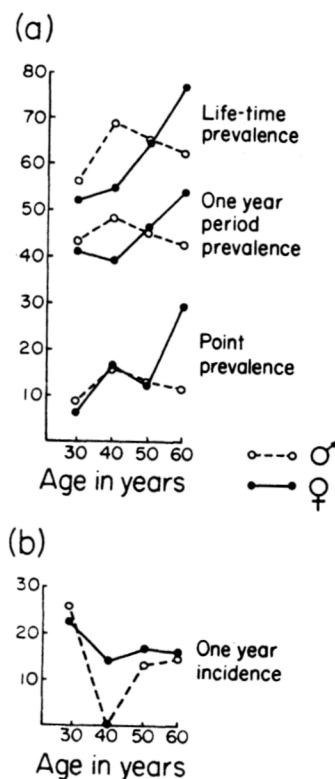 (a)
80
70
60
50
40
30
20
10
Life-time
prevalence
One year
period
prevalence
Point
prevalence
30 40 50 60
Age in years
♂
♀
(b)
30
20
10
One year
incidence
30 40 50 60
Age in years